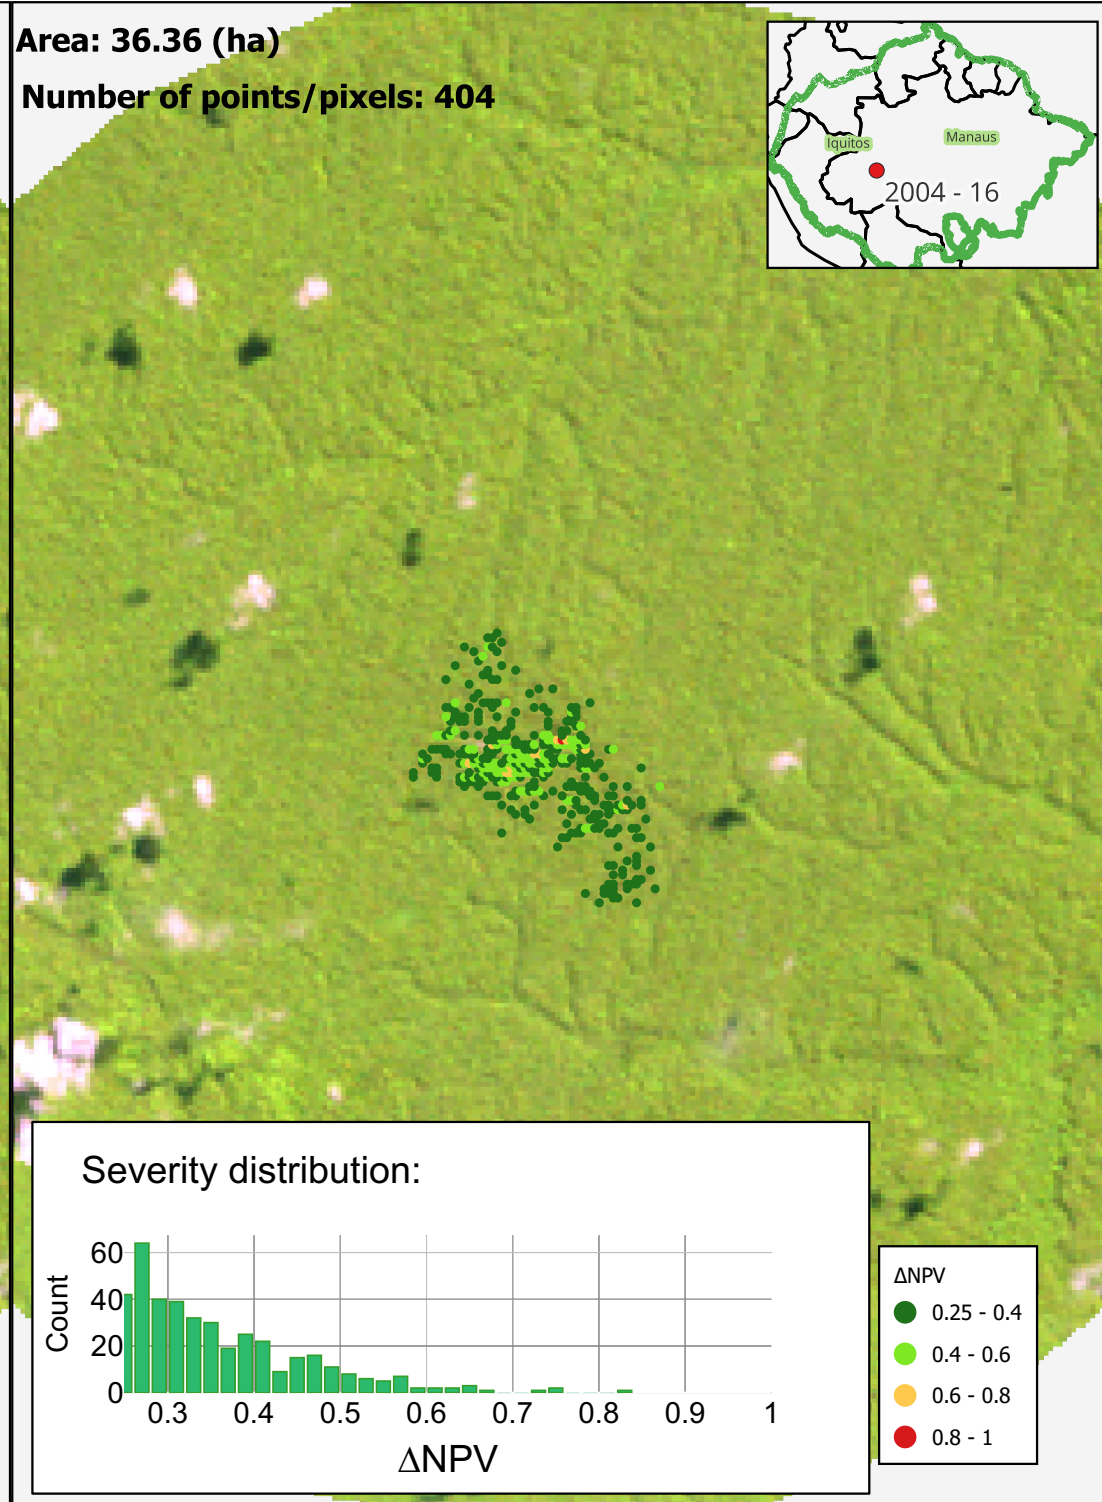 Area: 36.36 (ha)
Number of points/pixels: 404
Iquitos
Manaus
2004 - 16
Severity distribution:
Count
60
40
20
0
0.3 0.4 0.5 0.6 0.7 0.8 0.9 1
ΔNPV
ΔNPV
0.25 - 0.4
0.4 - 0.6
0.6 - 0.8
0.8 - 1